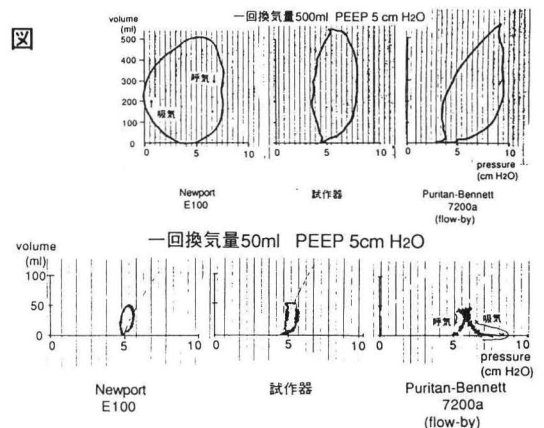 図
一回換気量500ml PEEP 5 cm H2O
volume
(ml)
500
400
300
200
100
0
呼気↓
↑
吸気
0 5 10
0 5 10
0 5 10
pressure
(cm H2O)
Newport
E100
試作器
Puritan-Bennett
7200a
(flow-by)
一回換気量50ml PEEP 5cm H2O
volume
(ml)
100
50
0
呼気
吸気
0 5 10
0 5 10
0 5 10
pressure
(cm H2O)
Newport
E100
試作器
Puritan-Bennett
7200a
(flow-by)